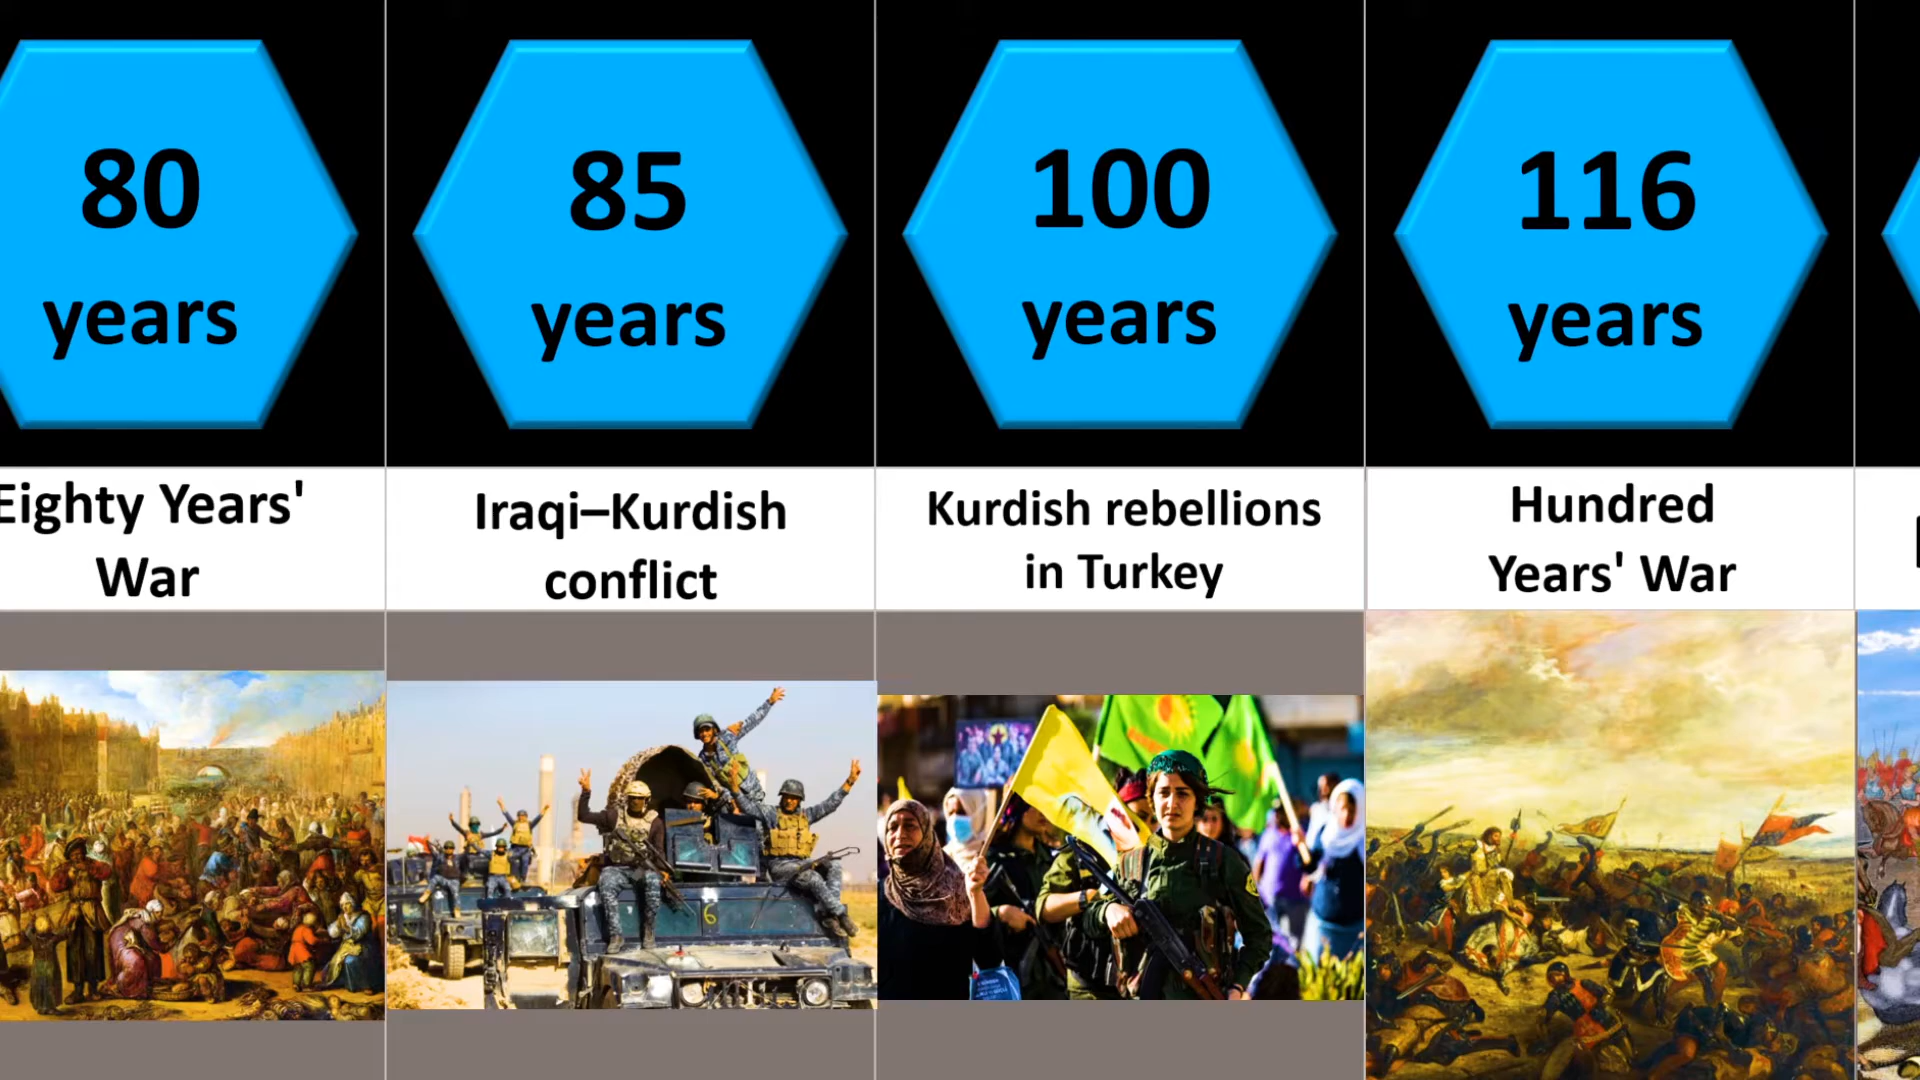 80
years
Eighty Years'
War
85
years
Iraqi–Kurdish
conflict
100
years
Kurdish rebellions
in Turkey
116
years
Hundred
Years' War
6